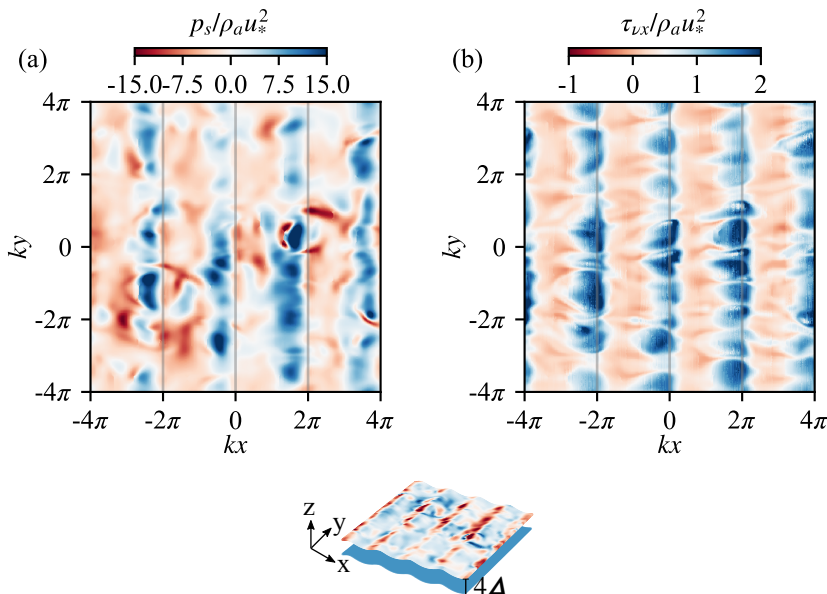 p_s/ρ_a u_*^2
τ_νx/ρ_a u_*^2
(a)
(b)
-15.0 -7.5 0.0 7.5 15.0
-1 0 1 2
4π
2π
0
-2π
-4π
ky
-4π -2π 0 2π 4π
kx
4π
2π
0
-2π
-4π
ky
-4π -2π 0 2π 4π
kx
z
y
x
4Δ